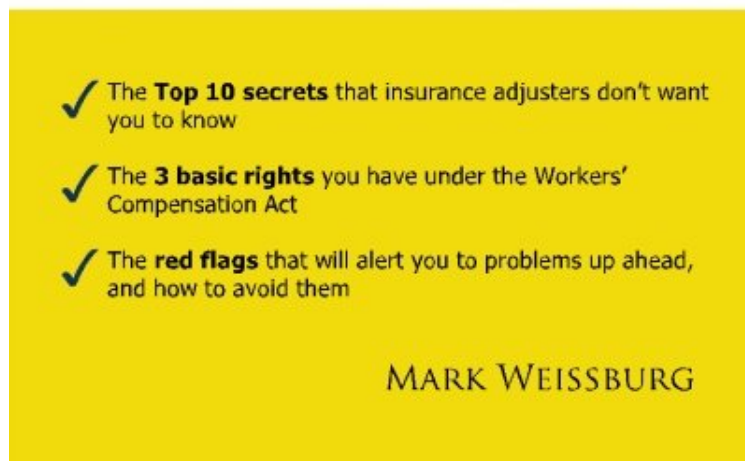 The Top 10 secrets that insurance adjusters don't want
you to know
The 3 basic rights you have under the Workers'
Compensation Act
The red flags that will alert you to problems up ahead,
and how to avoid them
MARK WEISSBURG